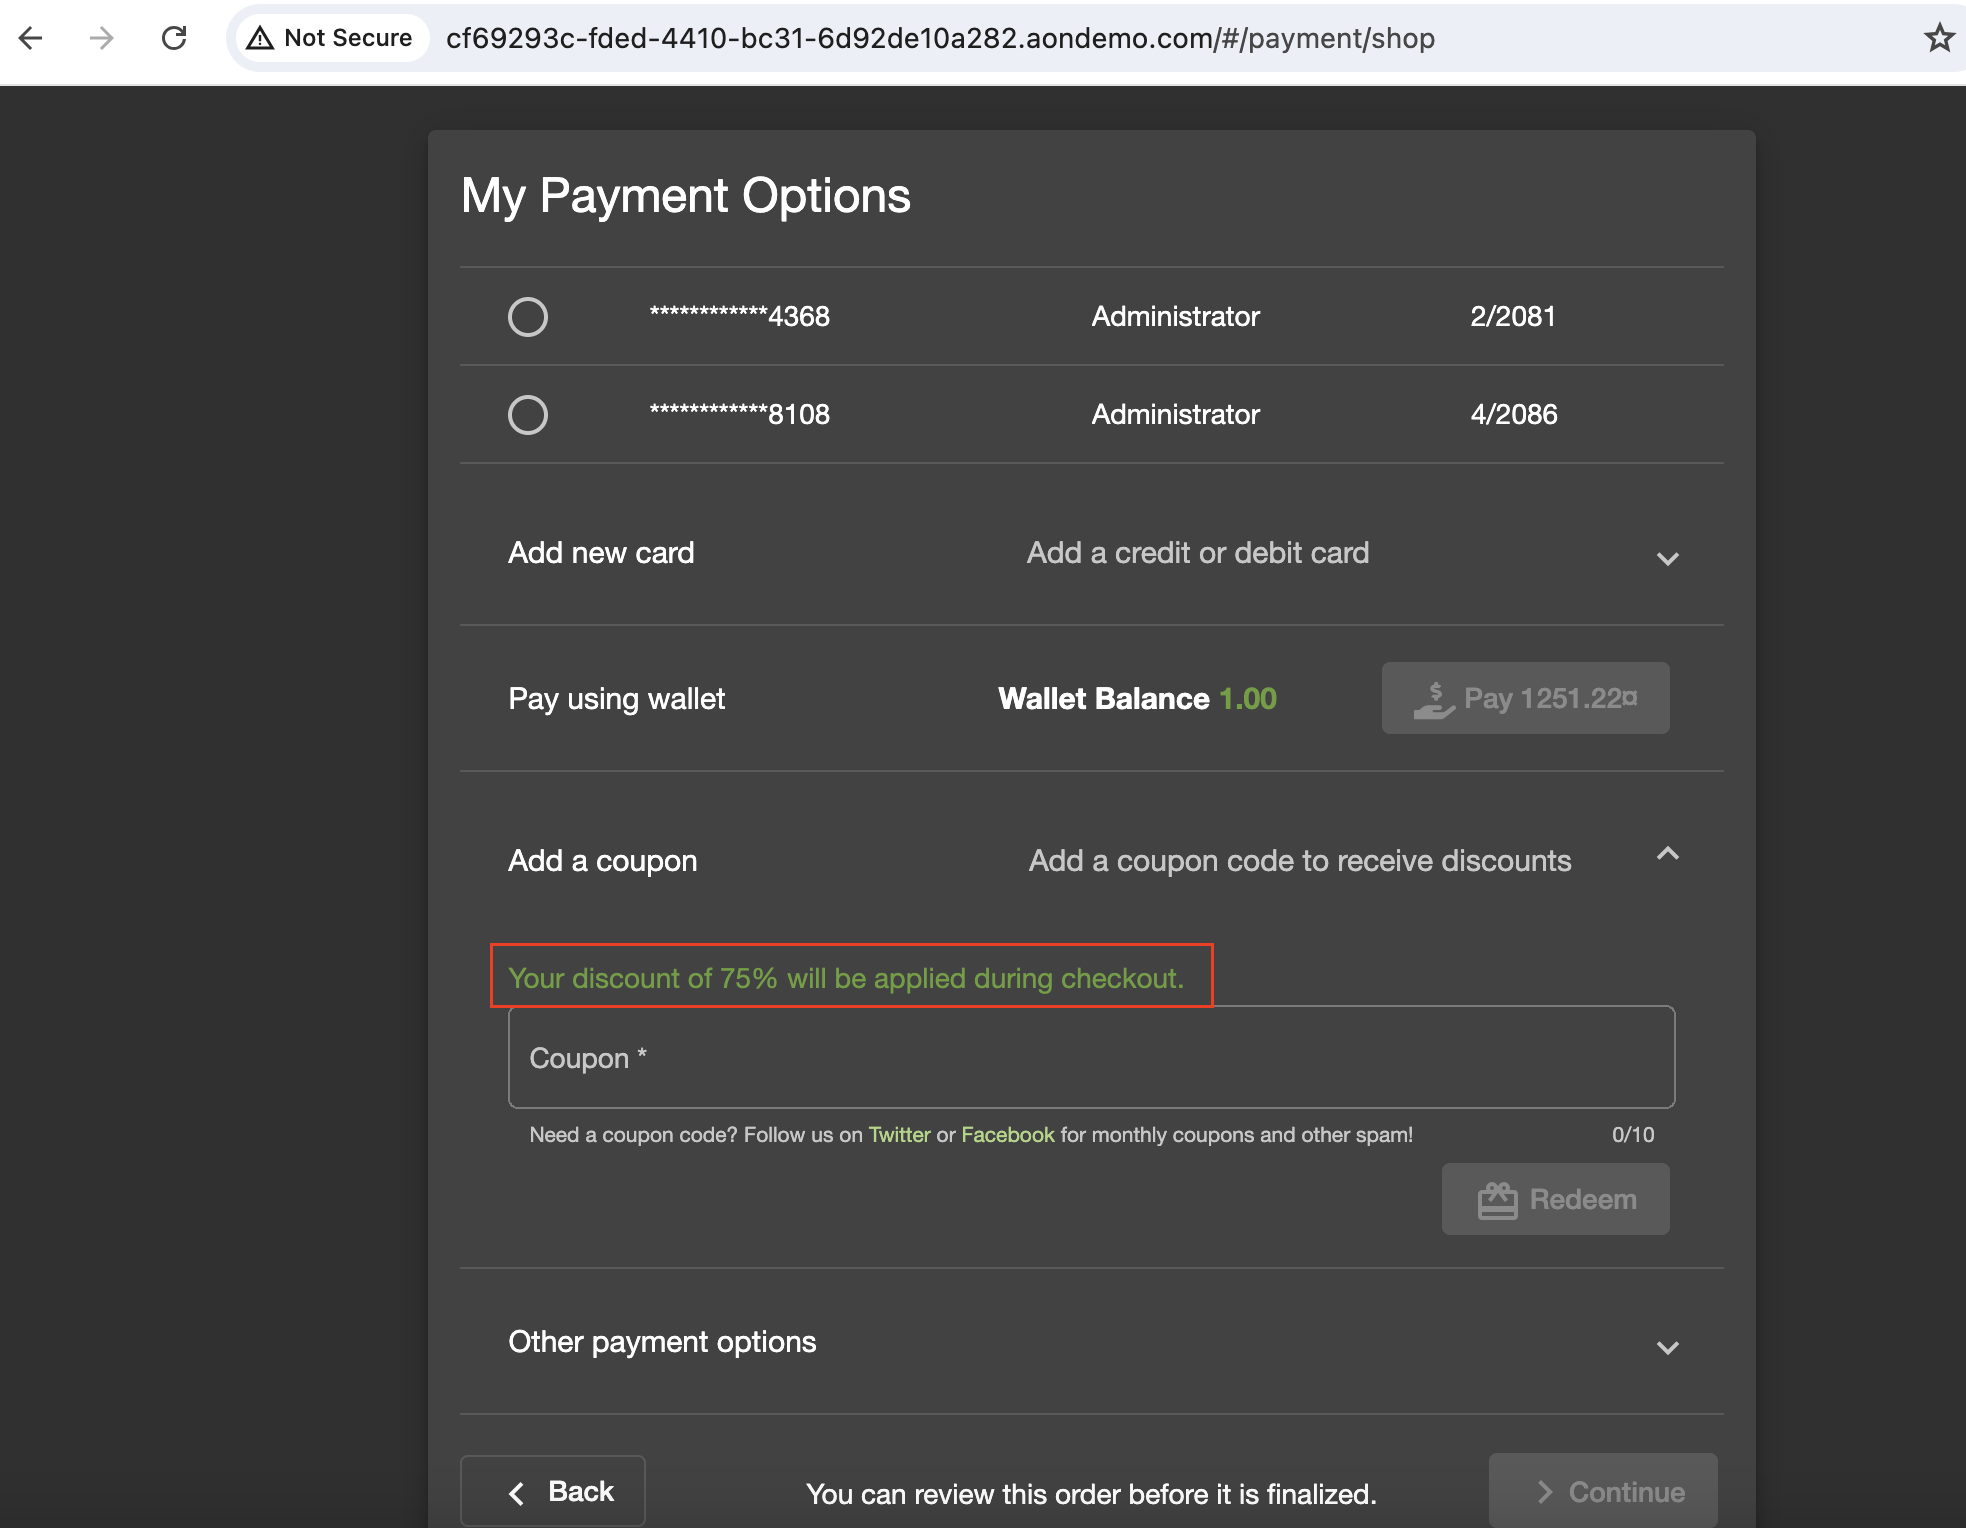 Not Secure cf69293c-fded-4410-bc31-6d92de10a282.aondemo.com/#/payment/shop
My Payment Options
************4368 Administrator 2/2081
************8108 Administrator 4/2086
Add new card Add a credit or debit card
Pay using wallet Wallet Balance 1.00 Pay 1251.22¤
Add a coupon Add a coupon code to receive discounts
Your discount of 75% will be applied during checkout.
Coupon *
Need a coupon code? Follow us on Twitter or Facebook for monthly coupons and other spam! 0/10
Redeem
Other payment options
Back You can review this order before it is finalized. Continue